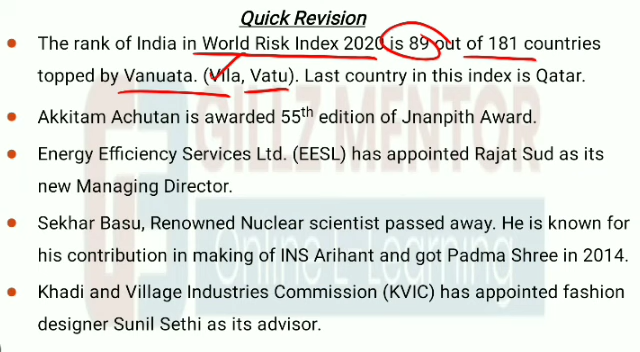 Quick Revision
• The rank of India in World Risk Index 2020 is 89 out of 181 countries
topped by Vanuata. (Vila, Vatu). Last country in this index is Qatar.
• Akkitam Achutan is awarded 55th edition of Jnanpith Award.
• Energy Efficiency Services Ltd. (EESL) has appointed Rajat Sud as its
new Managing Director.
• Sekhar Basu, Renowned Nuclear scientist passed away. He is known for
his contribution in making of INS Arihant and got Padma Shree in 2014.
• Khadi and Village Industries Commission (KVIC) has appointed fashion
designer Sunil Sethi as its advisor.
GILLZ MENTOR
Online E-Learning